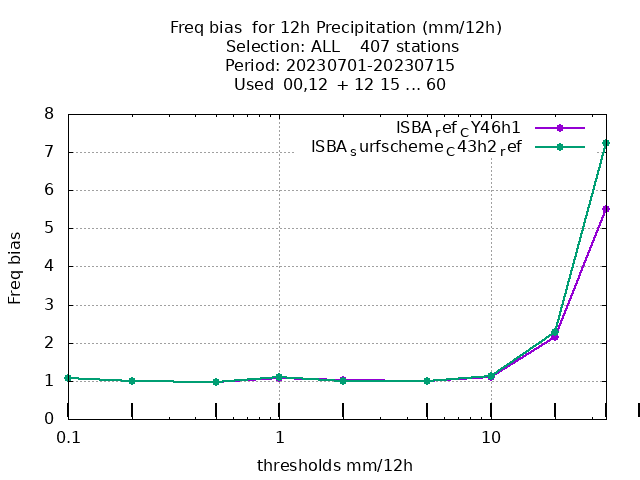 Freq bias  for 12h Precipitation (mm/12h)
Selection: ALL    407 stations
Period: 20230701-20230715
Used  00,12  + 12 15 ... 60
8
7
6
5
4
3
2
1
0
Freq bias
ISBA_ref_CY46h1
ISBA_surfscheme_C43h2_ref
0.1
1
10
thresholds mm/12h